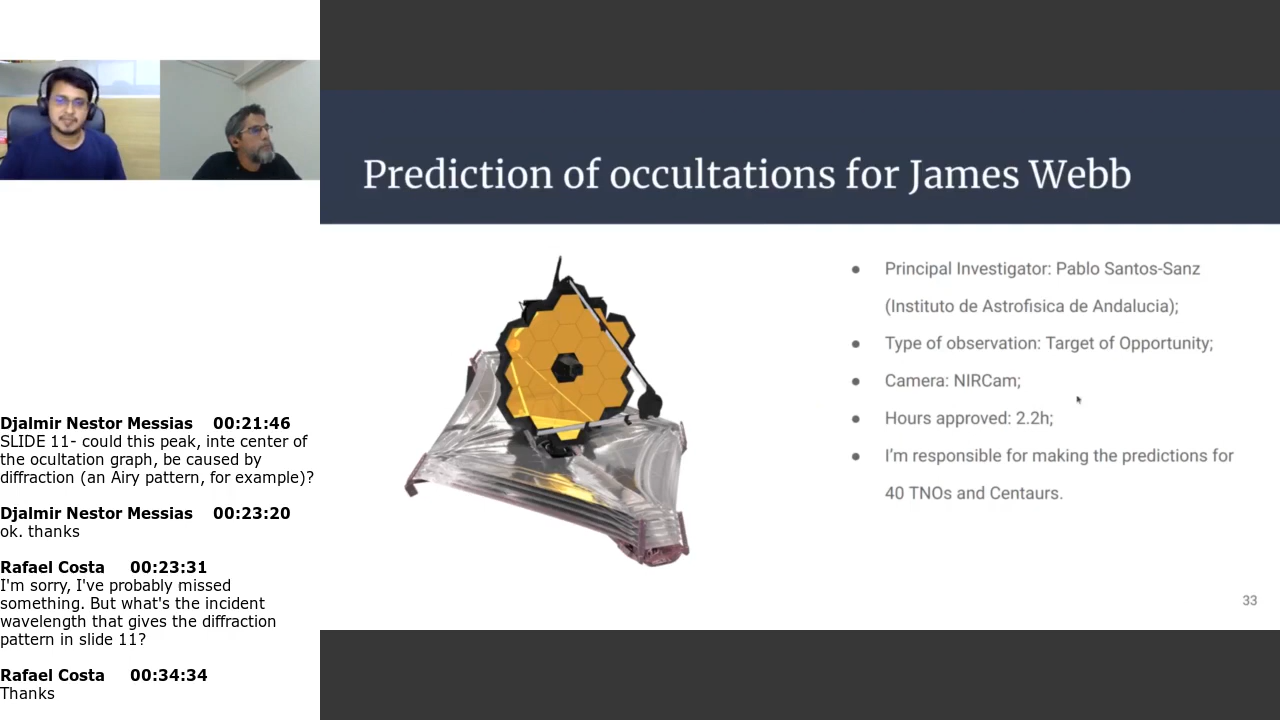 Prediction of occultations for James Webb
● Principal Investigator: Pablo Santos-Sanz
(Instituto de Astrofisica de Andalucia);
● Type of observation: Target of Opportunity;
● Camera: NIRCam;
● Hours approved: 2.2h;
● I'm responsible for making the predictions for
40 TNOs and Centaurs.
33
Djalmir Nestor Messias 00:21:46
SLIDE 11- could this peak, inte center of
the ocultation graph, be caused by
diffraction (an Airy pattern, for example)?
Djalmir Nestor Messias 00:23:20
ok. thanks
Rafael Costa 00:23:31
I'm sorry, I've probably missed
something. But what's the incident
wavelength that gives the diffraction
pattern in slide 11?
Rafael Costa 00:34:34
Thanks